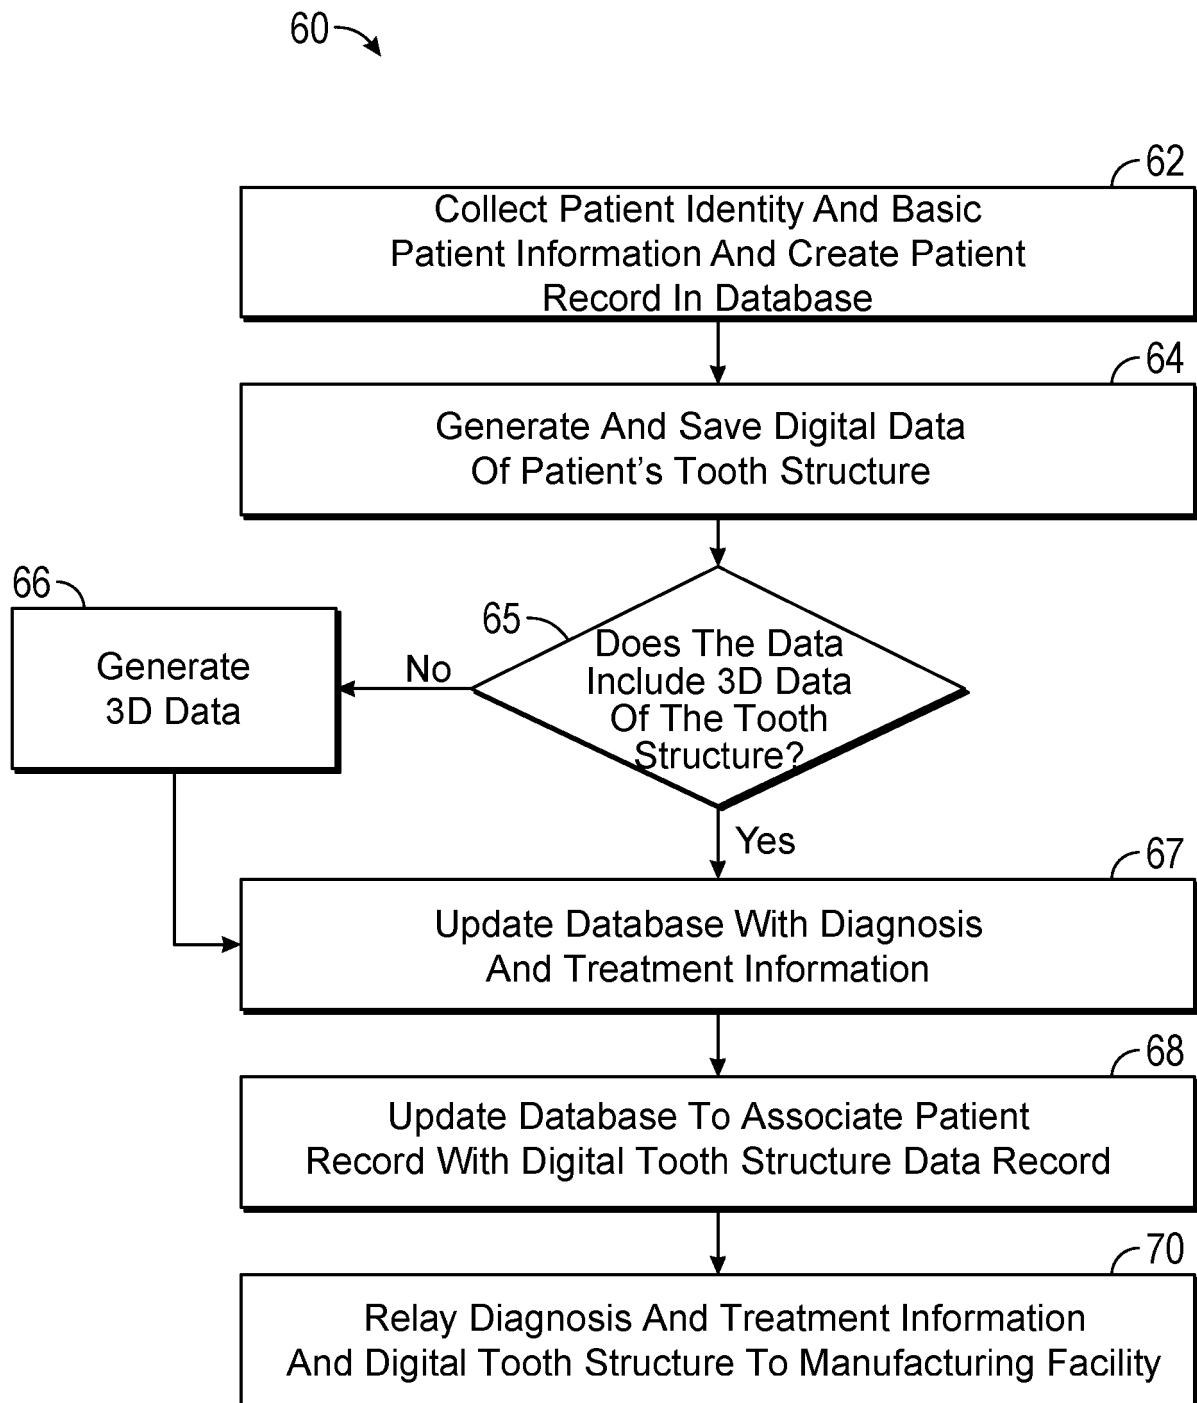 60
62
Collect Patient Identity And Basic
Patient Information And Create Patient
Record In Database
64
Generate And Save Digital Data
Of Patient's Tooth Structure
66
Generate
3D Data
No
65
Does The Data
Include 3D Data
Of The Tooth
Structure?
Yes
67
Update Database With Diagnosis
And Treatment Information
68
Update Database To Associate Patient
Record With Digital Tooth Structure Data Record
70
Relay Diagnosis And Treatment Information
And Digital Tooth Structure To Manufacturing Facility